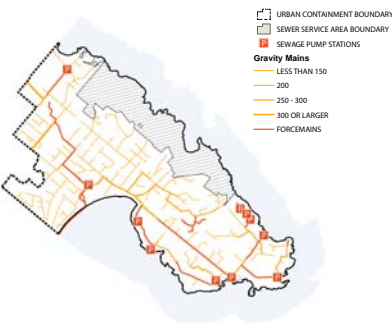 URBAN CONTAINMENT BOUNDARY
SEWER SERVICE AREA BOUNDARY
P SEWAGE PUMP STATIONS
Gravity Mains
LESS THAN 150
200
250 - 300
300 OR LARGER
FORCEMAINS
P
P
P
P
P
P
P
P
P
P
P